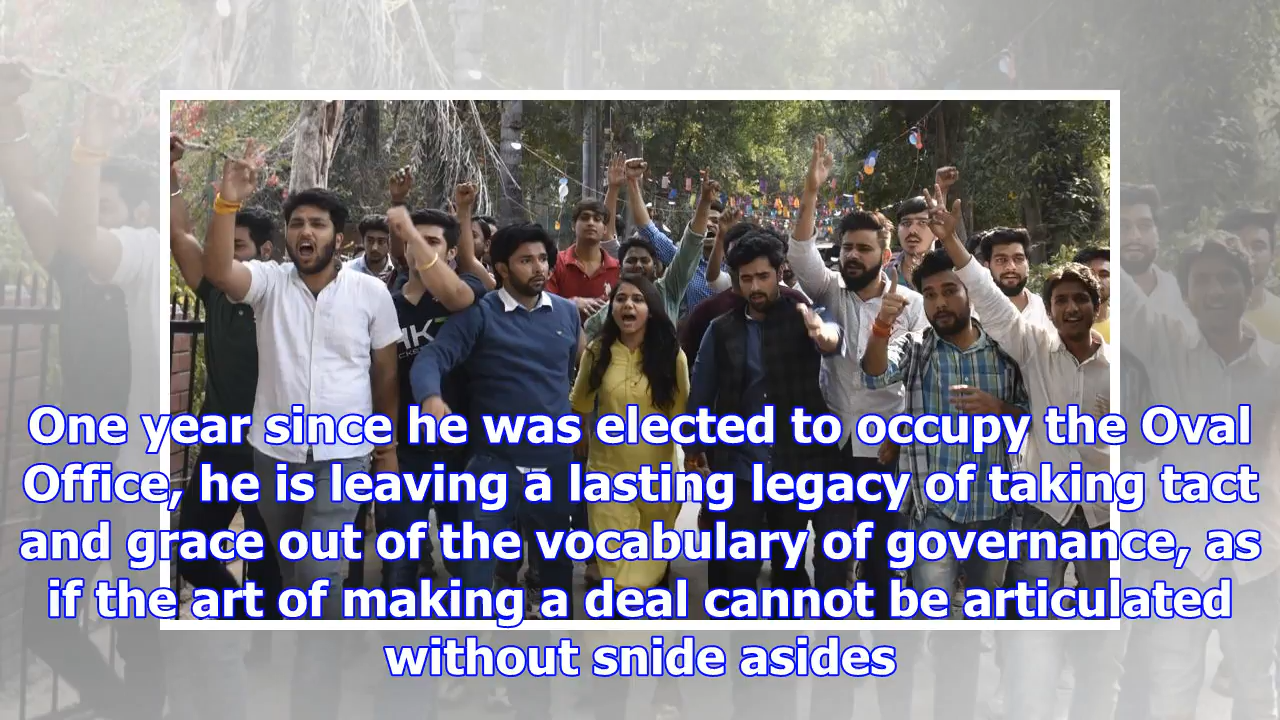 One year since he was elected to occupy the Oval
Office, he is leaving a lasting legacy of taking tact
and grace out of the vocabulary of governance, as
if the art of making a deal cannot be articulated
without snide asides